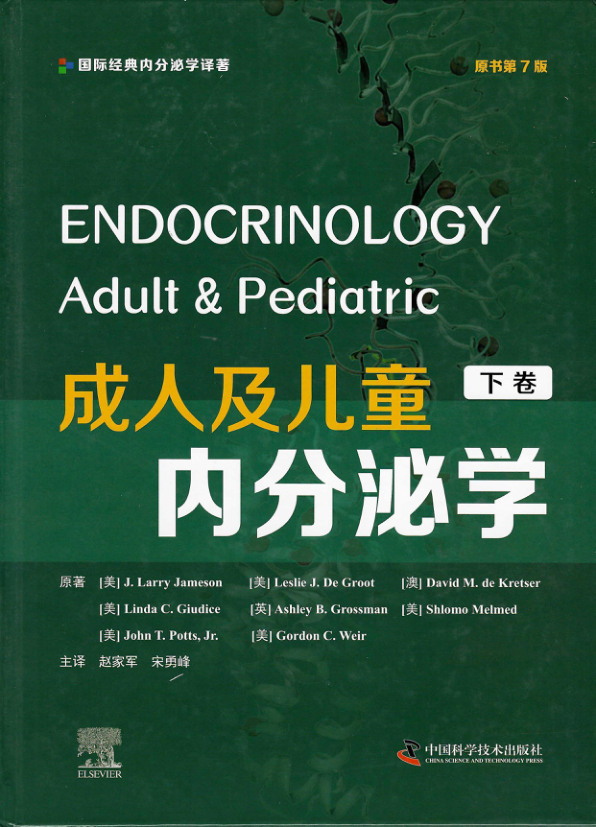 国际经典内分泌学译著
原书第7版
ENDOCRINOLOGY
Adult & Pediatric
成人及儿童
下卷
内分泌学
原著 [美] J. Larry Jameson [美] Leslie J. De Groot [澳] David M. de Kretser
[美] Linda C. Giudice [英] Ashley B. Grossman [美] Shlomo Melmed
[美] John T. Potts, Jr. [美] Gordon C. Weir
主译 赵家军 宋勇峰
ELSEVIER
中国科学技术出版社
CHINA SCIENCE AND TECHNOLOGY PRESS